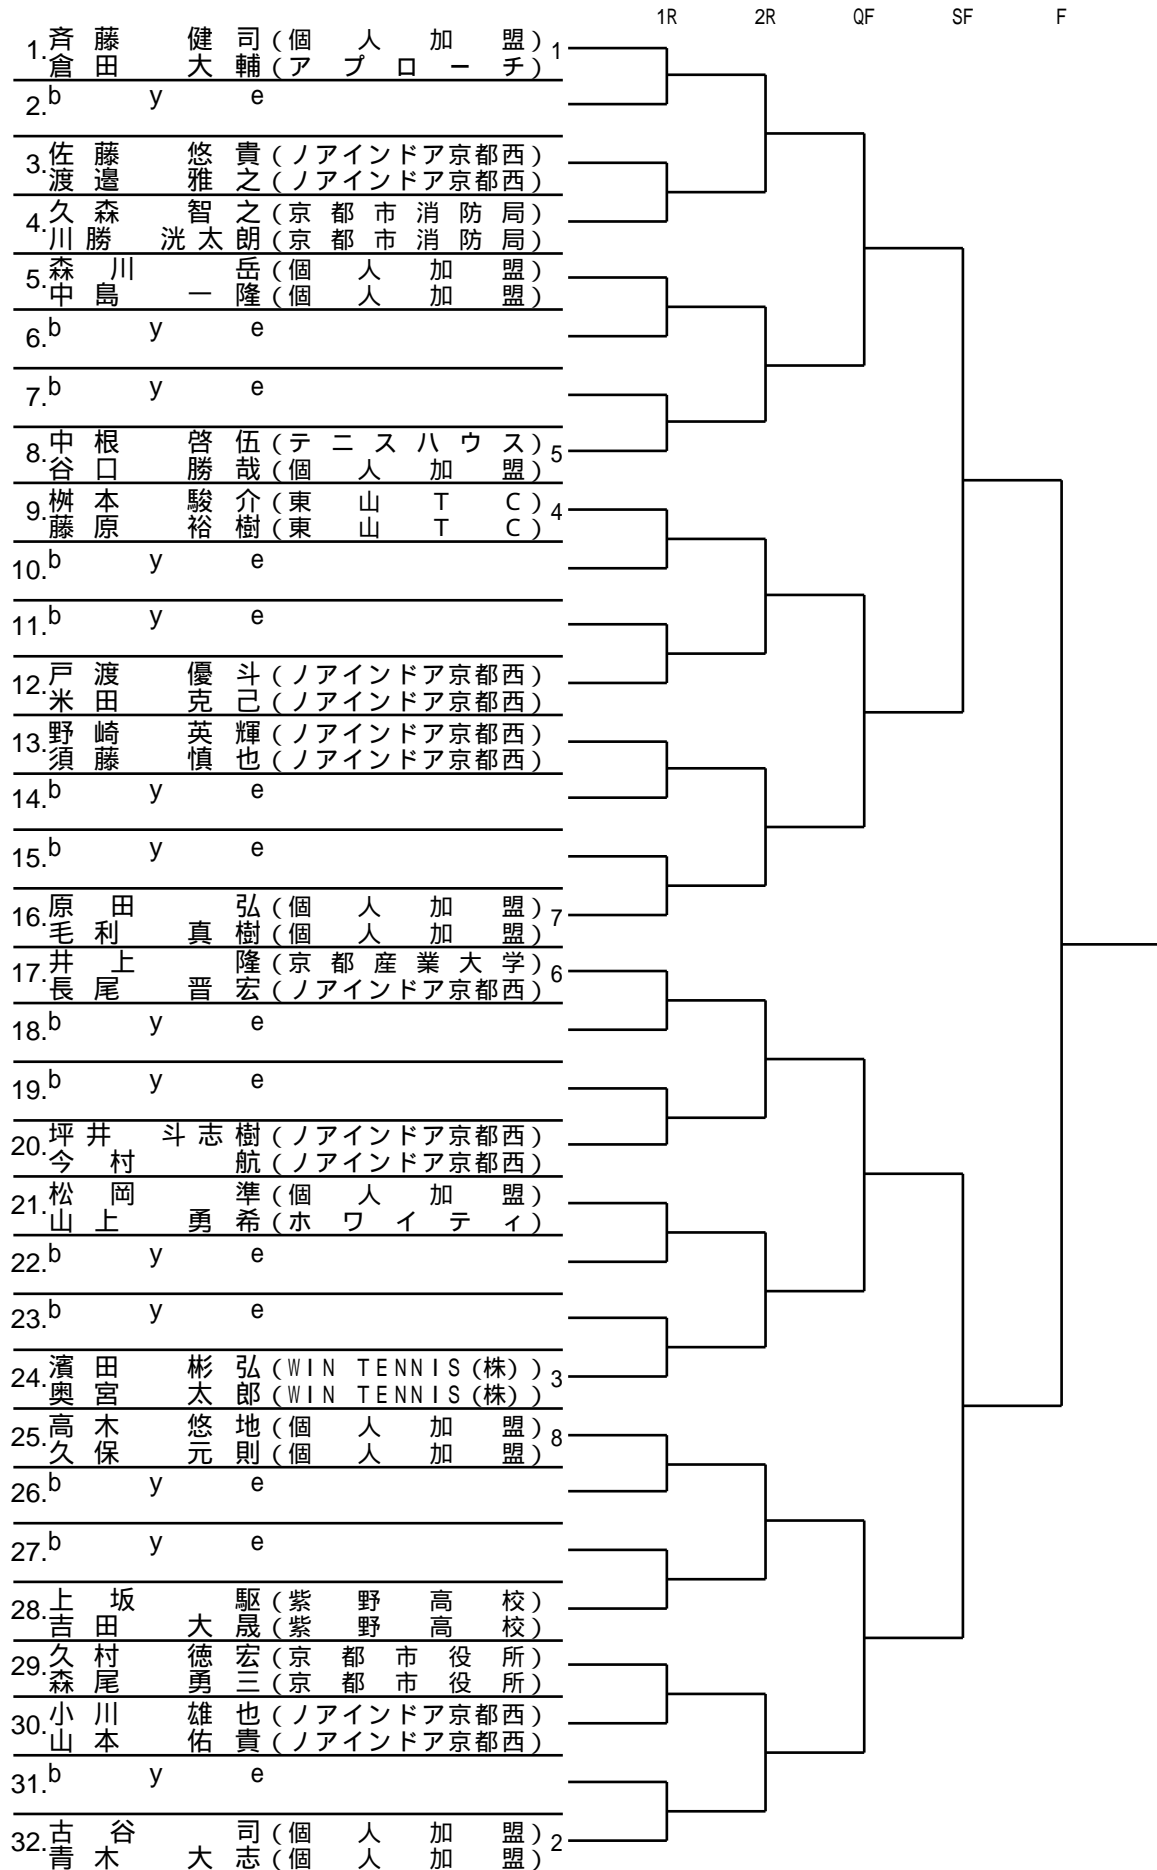 1R 2R QF SF F
1. 斉藤 健司 (個人加盟) 1
倉田 大輔 (アプローチ)
2. bye
3. 佐藤 悠貴 (ノアインドア京都西)
渡邉 雅之 (ノアインドア京都西)
4. 久森 智之 (京都市消防局)
川勝 洸太朗 (京都市消防局)
5. 森川 岳 (個人加盟)
中島 一隆 (個人加盟)
6. bye
7. bye
8. 中根 啓伍 (テニスハウス) 5
谷口 勝哉 (個人加盟)
9. 桝本 駿介 (東山TC) 4
藤原 裕樹 (東山TC)
10. bye
11. bye
12. 戸渡 優斗 (ノアインドア京都西)
米田 克己 (ノアインドア京都西)
13. 野崎 英輝 (ノアインドア京都西)
須藤 慎也 (ノアインドア京都西)
14. bye
15. bye
16. 原田 弘 (個人加盟) 7
毛利 真樹 (個人加盟)
17. 井上 隆 (京都産業大学) 6
長尾 晋宏 (ノアインドア京都西)
18. bye
19. bye
20. 坪井 斗志樹 (ノアインドア京都西)
今村 航 (ノアインドア京都西)
21. 松岡 準 (個人加盟)
山上 勇希 (ホワイティ)
22. bye
23. bye
24. 濱田 彬弘 (WIN TENNIS(株)) 3
奥宮 太郎 (WIN TENNIS(株))
25. 高木 悠地 (個人加盟) 8
久保 元則 (個人加盟)
26. bye
27. bye
28. 上坂 駆 (紫野高校)
吉田 大晟 (紫野高校)
29. 久村 徳宏 (京都市役所)
森尾 勇三 (京都市役所)
30. 小川 雄也 (ノアインドア京都西)
山本 佑貴 (ノアインドア京都西)
31. bye
32. 古谷 司 (個人加盟) 2
青木 大志 (個人加盟)